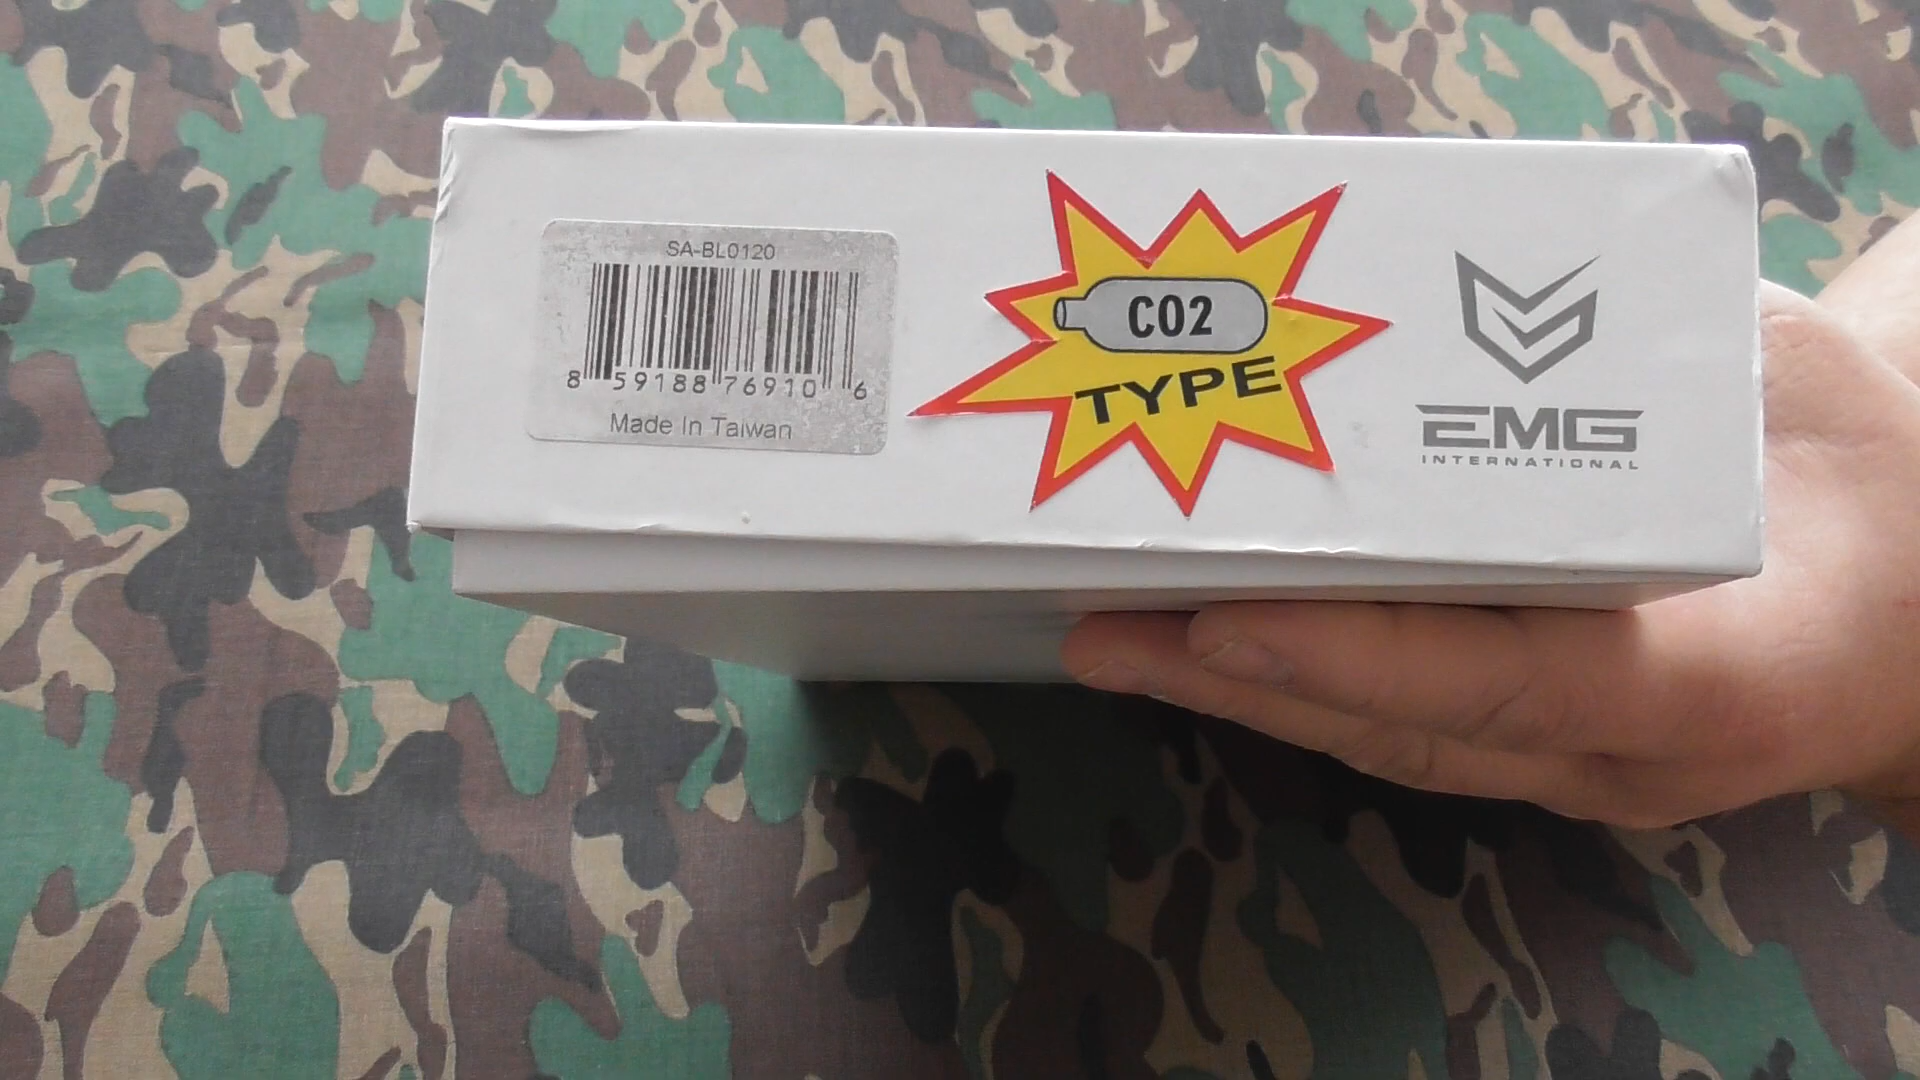 SA-BL0120
8 59188 76910 6
Made In Taiwan
CO2
TYPE
EMG
INTERNATIONAL